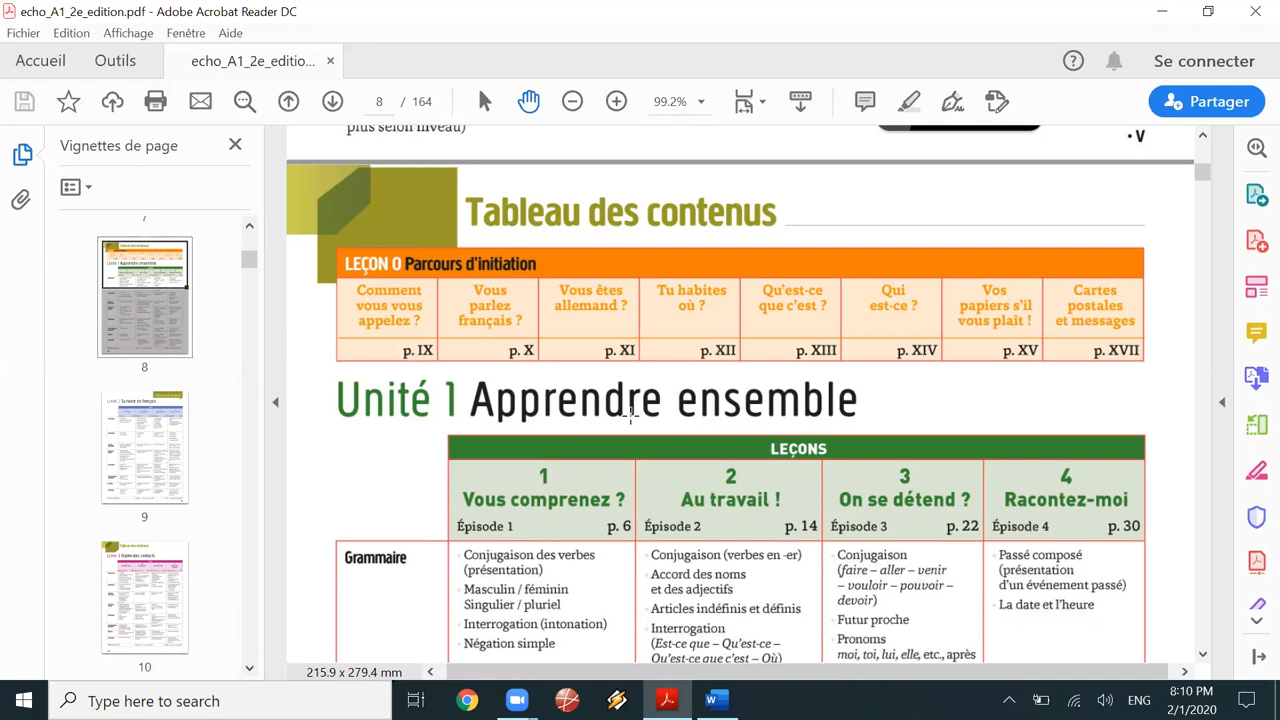 echo_A1_2e_edition.pdf - Adobe Acrobat Reader DC
Fichier Edition Affichage Fenêtre Aide
Accueil Outils echo_A1_2e_editio... × Se connecter
8 / 164 99.2% Partager
Vignettes de page
7
8
9
10
plus selon niveau)
• V
Tableau des contenus
LEÇON 0 Parcours d'initiation
Comment vous vous appelez ? p. IX
Vous parlez français ? p. X
Vous êtes allemand ? p. XI
Tu habites où ? p. XII
Qu'est-ce que c'est ? p. XIII
Qui est-ce ? p. XIV
Vos papiers s'il vous plait ! p. XV
Cartes postales et messages p. XVII
Unité 1 Apprendre ensemble
LEÇONS
1 Vous comprenez ?
Épisode 1 p. 6
2 Au travail !
Épisode 2 p. 14
3 On se détend ?
Épisode 3 p. 22
4 Racontez-moi
Épisode 4 p. 30
Grammaire
· Conjugaison des verbes
(présentation)
· Masculin / féminin
Singulier / pluriel
· Interrogation (intonation)
· Négation simple
· Conjugaison (verbes en -er)
· Accord des noms
et des adjectifs
· Articles indéfinis et définis
· Interrogation
(Est-ce que – Qu'est-ce –
Qu'est-ce que c'est – Où)
· Conjugaison
(faire – aller – venir
– vouloir – pouvoir –
devoir)
· Futur proche
· Pronoms
moi, toi, lui, elle, etc., après
· Passé composé
(présentation
d'un événement passé)
· La date et l'heure
215.9 x 279.4 mm
Type here to search
ENG
8:10 PM
2/1/2020